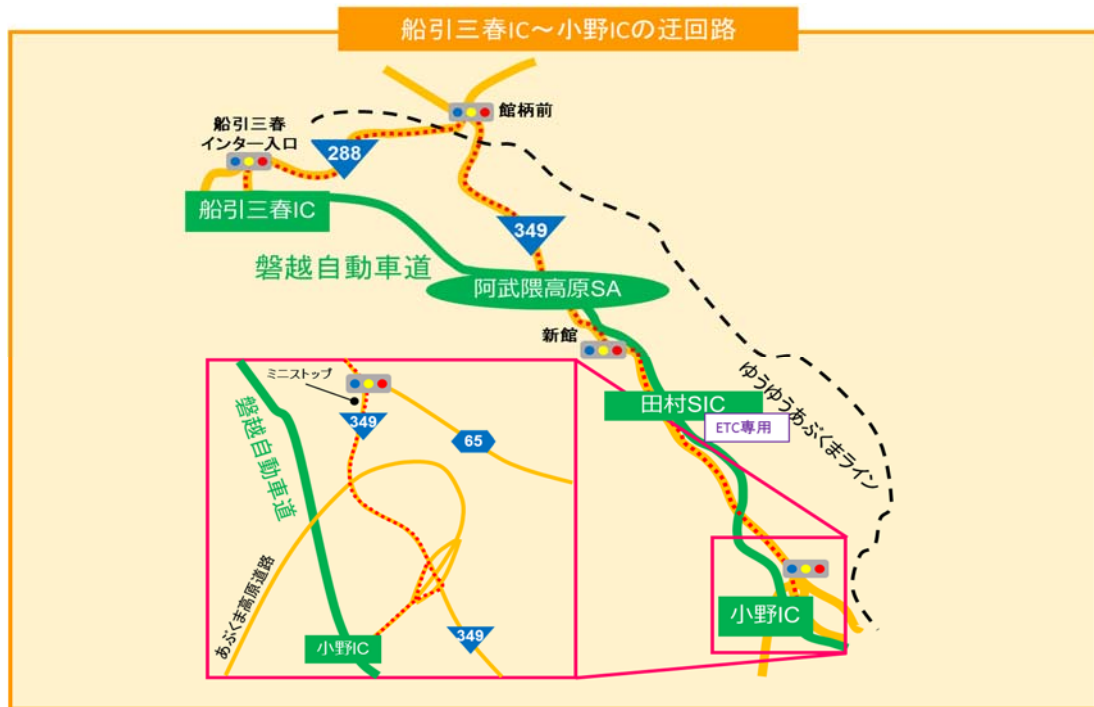 船引三春IC～小野ICの迂回路
館柄前
船引三春
インター入口
288
船引三春IC
349
磐越自動車道
阿武隈高原SA
新館
ミニストップ
349
磐越自動車道
65
田村SIC
ETC専用
ゆうゆうあぶくまライン
あぶくま高原道路
小野IC
349
小野IC